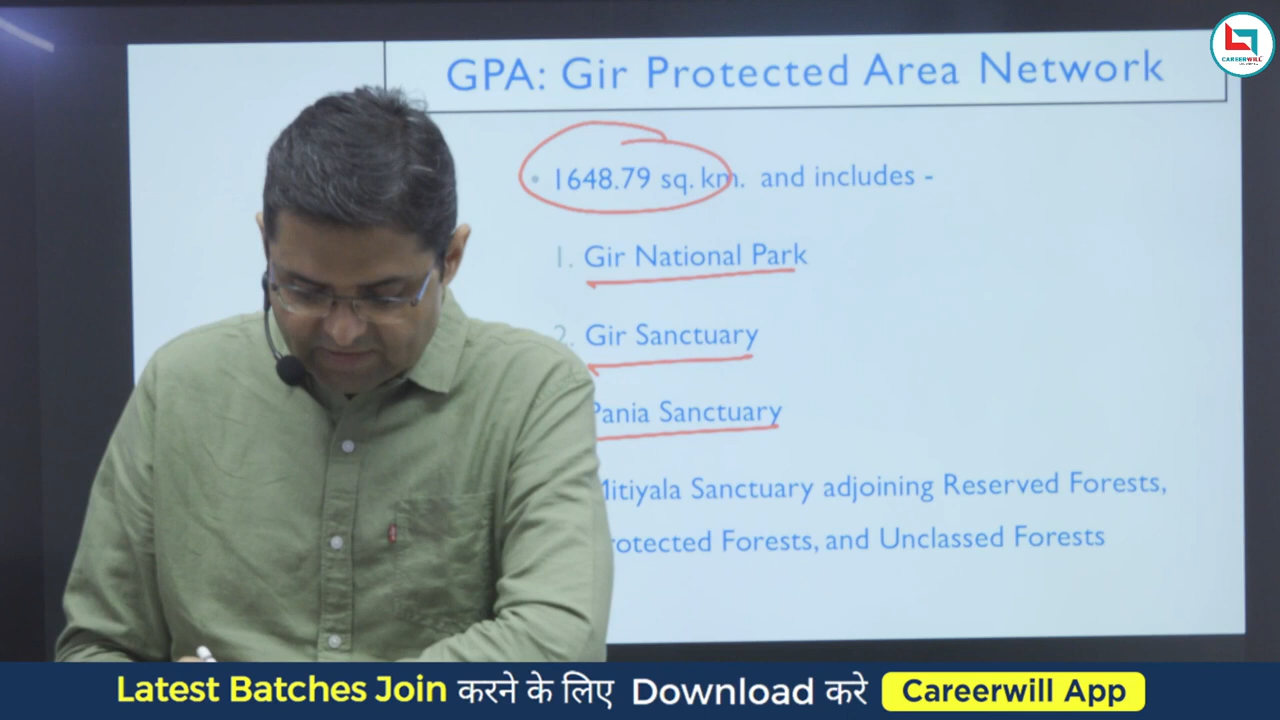 CAREERWILL
GPA: Gir Protected Area Network
• 1648.79 sq. km. and includes -
1. Gir National Park
2. Gir Sanctuary
Pania Sanctuary
Mitiyala Sanctuary adjoining Reserved Forests,
rotected Forests, and Unclassed Forests
Latest Batches Join करने के लिए Download करे Careerwill App